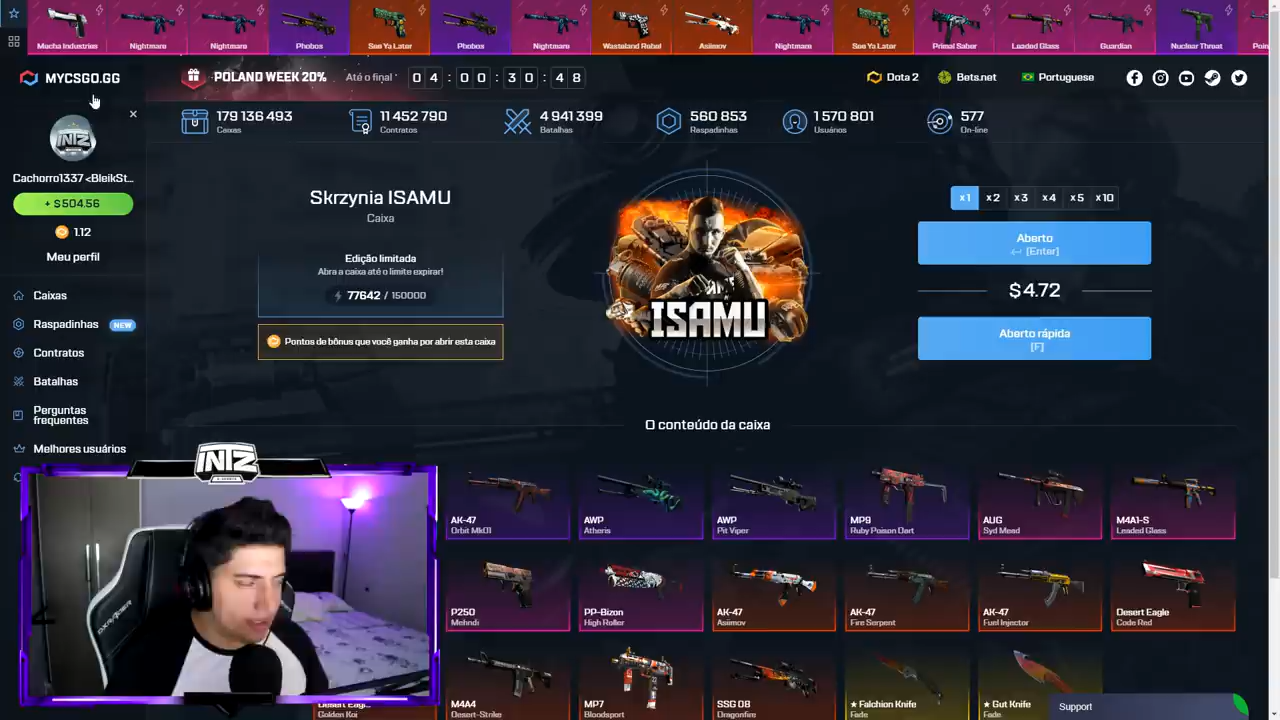 Mecha Industries
Nightmare
Nightmare
Phobos
See Ya Later
Phobos
Nightmare
Wasteland Rebel
Asiimov
Nightmare
See Ya Later
Primal Saber
Leaded Glass
Guardian
Nuclear Threat
MYCSGO.GG
POLAND WEEK 20%
Até o final
04:00:30:48
Dota 2
Bets.net
Portuguese
179 136 493
Caixas
11 452 790
Contratos
4 941 399
Batalhas
560 853
Raspadinhas
1 570 801
Usuários
577
On-line
INTZ
Cachorro1337 <BleikSt...
+ $504.56
1.12
Meu perfil
Caixas
Raspadinhas NEW
Contratos
Batalhas
Perguntas
frequentes
Melhores usuários
Skrzynia ISAMU
Caixa
Edição limitada
Abra a caixa até o limite expirar!
77642 / 150000
Pontos de bônus que você ganha por abrir esta caixa
ISAMU
x1
x2
x3
x4
x5
x10
Aberto
[Enter]
$4.72
Aberto rápida
[F]
O conteúdo da caixa
AK-47
Orbit Mk01
AWP
Atheris
AWP
Pit Viper
MP9
Ruby Poison Dart
AUG
Syd Mead
M4A1-S
Leaded Glass
P250
Mehndi
PP-Bizon
High Roller
AK-47
Asiimov
AK-47
Fire Serpent
AK-47
Fuel Injector
Desert Eagle
Code Red
Desert Eagl...
Golden Koi
M4A4
Desert-Strike
MP7
Bloodsport
SSG 08
Dragonfire
★ Falchion Knife
Fade
★ Gut Knife
Fade
Support
INTZ
E-SPORTS
DXRACER